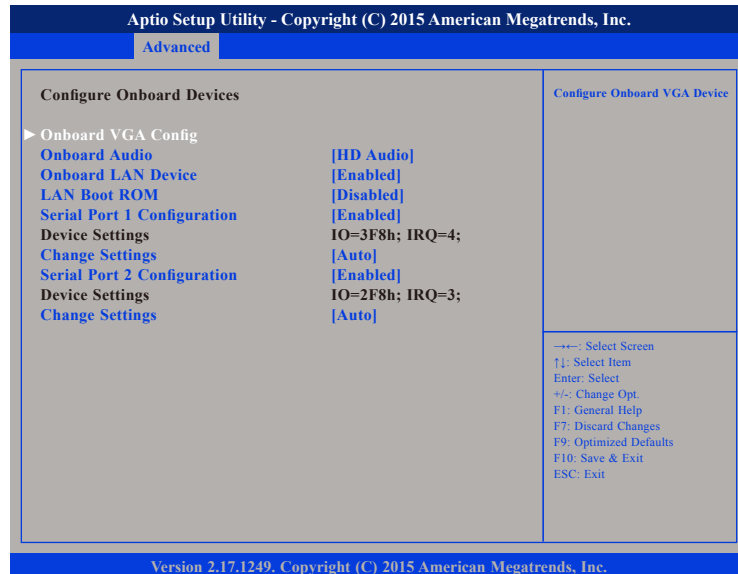 Aptio Setup Utility - Copyright (C) 2015 American Megatrends, Inc.
Advanced
Configure Onboard Devices
► Onboard VGA Config
Onboard Audio [HD Audio]
Onboard LAN Device [Enabled]
LAN Boot ROM [Disabled]
Serial Port 1 Configuration [Enabled]
Device Settings IO=3F8h; IRQ=4;
Change Settings [Auto]
Serial Port 2 Configuration [Enabled]
Device Settings IO=2F8h; IRQ=3;
Change Settings [Auto]
Configure Onboard VGA Device
→←: Select Screen
↑↓: Select Item
Enter: Select
+/-: Change Opt.
F1: General Help
F7: Discard Changes
F9: Optimized Defaults
F10: Save & Exit
ESC: Exit
Version 2.17.1249. Copyright (C) 2015 American Megatrends, Inc.